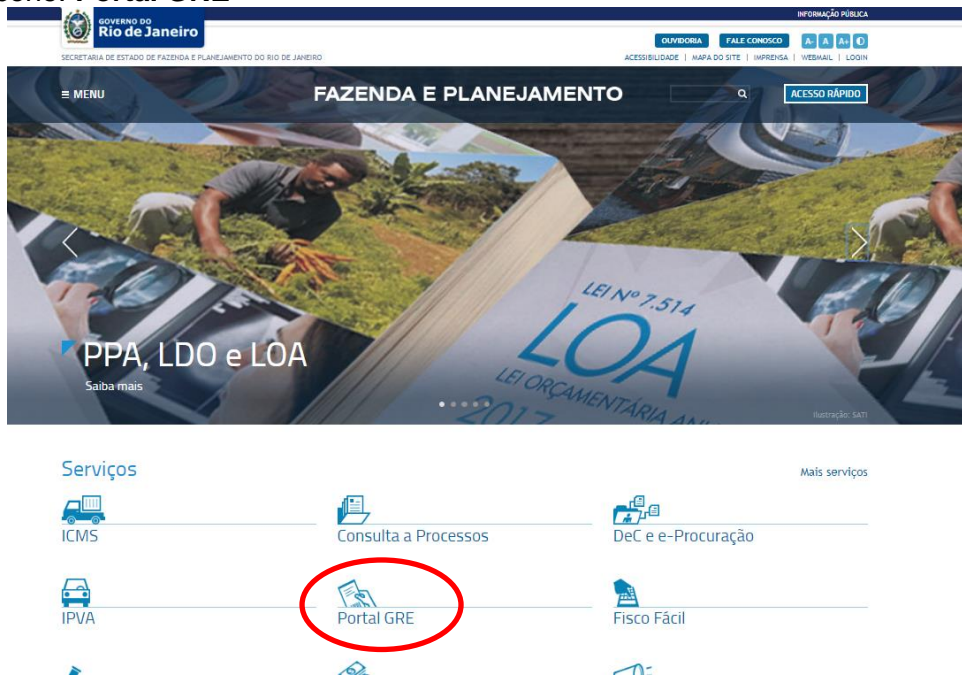 Portal GRE
INFORMAÇÃO PÚBLICA
GOVERNO DO
Rio de Janeiro
OUVIDORIA FALE CONOSCO A- A A+
SECRETARIA DE ESTADO DE FAZENDA E PLANEJAMENTO DO RIO DE JANEIRO
ACESSIBILIDADE | MAPA DO SITE | IMPRENSA | WEBMAIL | LOGIN
≡ MENU
FAZENDA E PLANEJAMENTO
ACESSO RÁPIDO
LEI Nº 7.514
LOA
LEI ORÇAMENTÁRIA
2017
PPA, LDO e LOA
Saiba mais
Ilustração: SATI
Serviços
Mais serviços
ICMS
Consulta a Processos
DeC e e-Procuração
IPVA
Portal GRE
Fisco Fácil